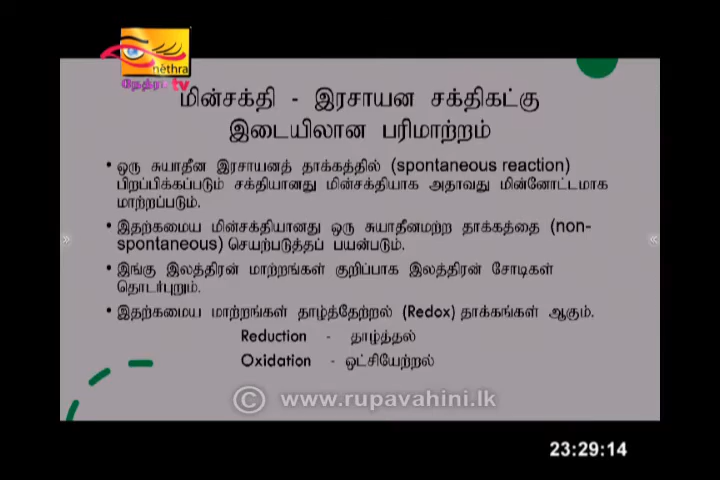 nethra
நேத்ரா tv
மின்சக்தி - இரசாயன சக்திகட்கு
இடையிலான பரிமாற்றம்
• ஒரு சுயாதீன இரசாயனத் தாக்கத்தில் (spontaneous reaction)
பிறப்பிக்கப்படும் சக்தியானது மின்சக்தியாக அதாவது மின்னோட்டமாக
மாற்றப்படும்.
• இதற்கமைய மின்சக்தியானது ஒரு சுயாதீனமற்ற தாக்கத்தை (non-
spontaneous) செயற்படுத்தப் பயன்படும்.
• இங்கு இலத்திரன் மாற்றங்கள் குறிப்பாக இலத்திரன் சோடிகள்
தொடர்புறும்.
• இதற்கமைய மாற்றங்கள் தாழ்த்தேற்றல் (Redox) தாக்கங்கள் ஆகும்.
Reduction - தாழ்த்தல்
Oxidation - ஒட்சியேற்றல்
© www.rupavahini.lk
23:29:14